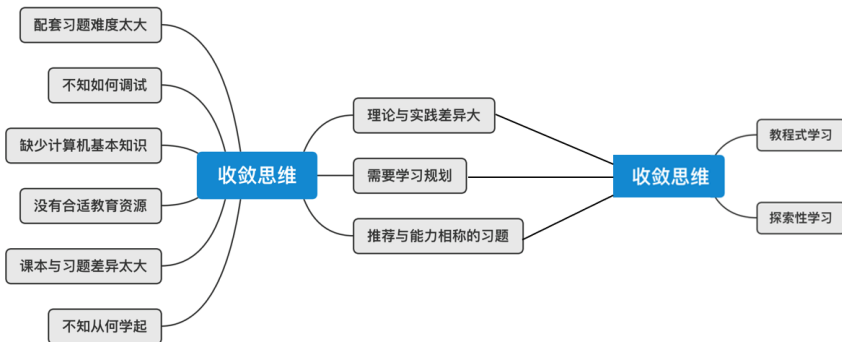 配套习题难度太大
不知如何调试
缺少计算机基本知识
没有合适教育资源
课本与习题差异太大
不知从何学起
收敛思维
理论与实践差异大
需要学习规划
推荐与能力相称的习题
收敛思维
教程式学习
探索性学习